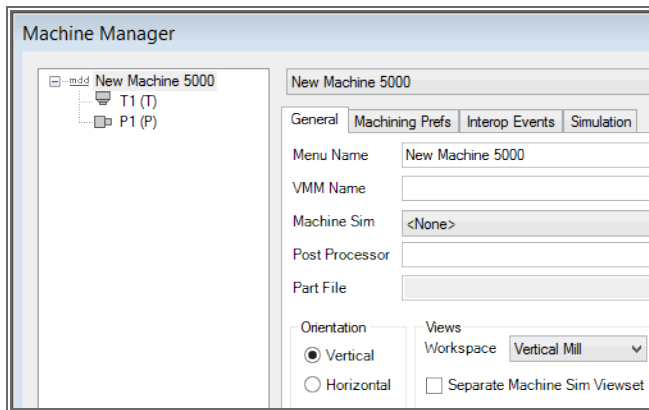 Machine Manager
mdd New Machine 5000
T1 (T)
P1 (P)
New Machine 5000
General Machining Prefs Interop Events Simulation
Menu Name New Machine 5000
VMM Name
Machine Sim <None>
Post Processor
Part File
Orientation Views
Vertical Workspace Vertical Mill
Horizontal Separate Machine Sim Viewset